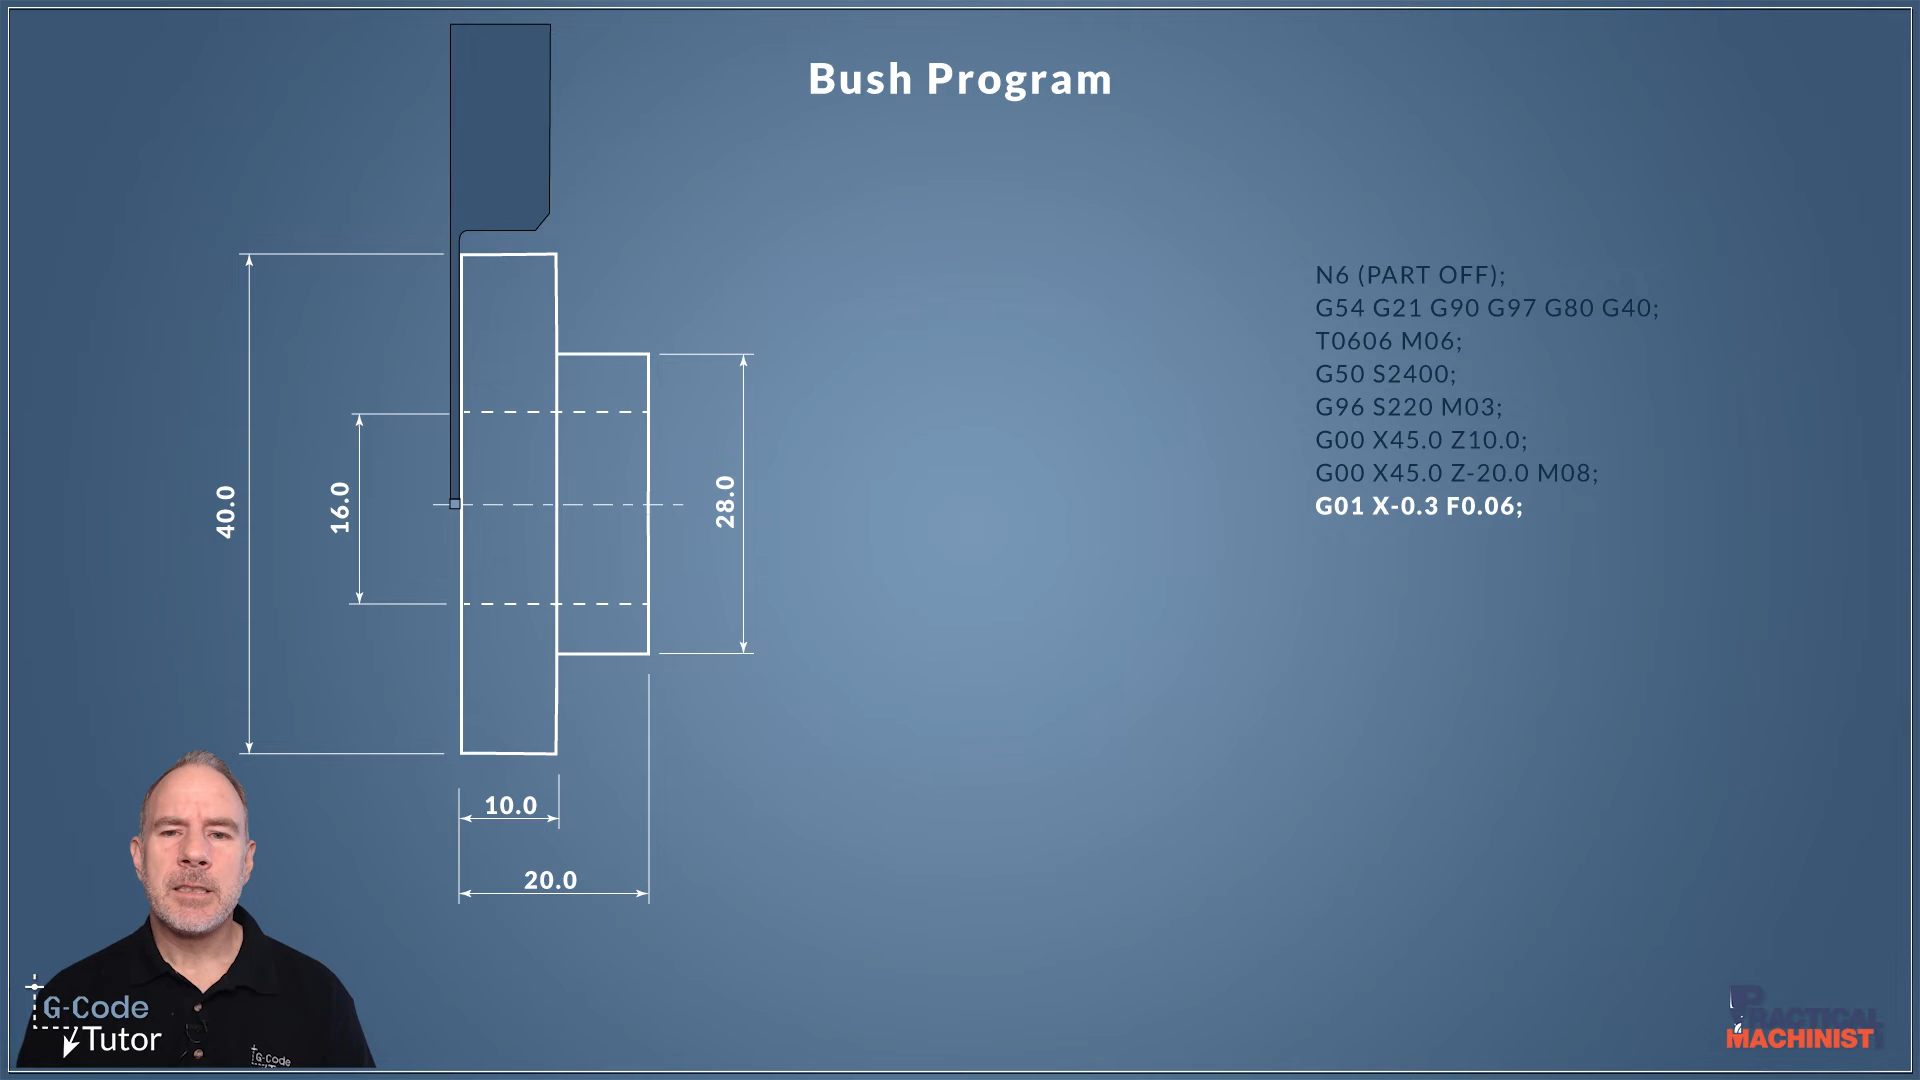 Bush Program
N6 (PART OFF);
G54 G21 G90 G97 G80 G40;
T0606 M06;
G50 S2400;
G96 S220 M03;
G00 X45.0 Z10.0;
G00 X45.0 Z-20.0 M08;
G01 X-0.3 F0.06;
40.0
16.0
28.0
10.0
20.0
G-Code
Tutor
G-Code
PRACTICAL
MACHINIST